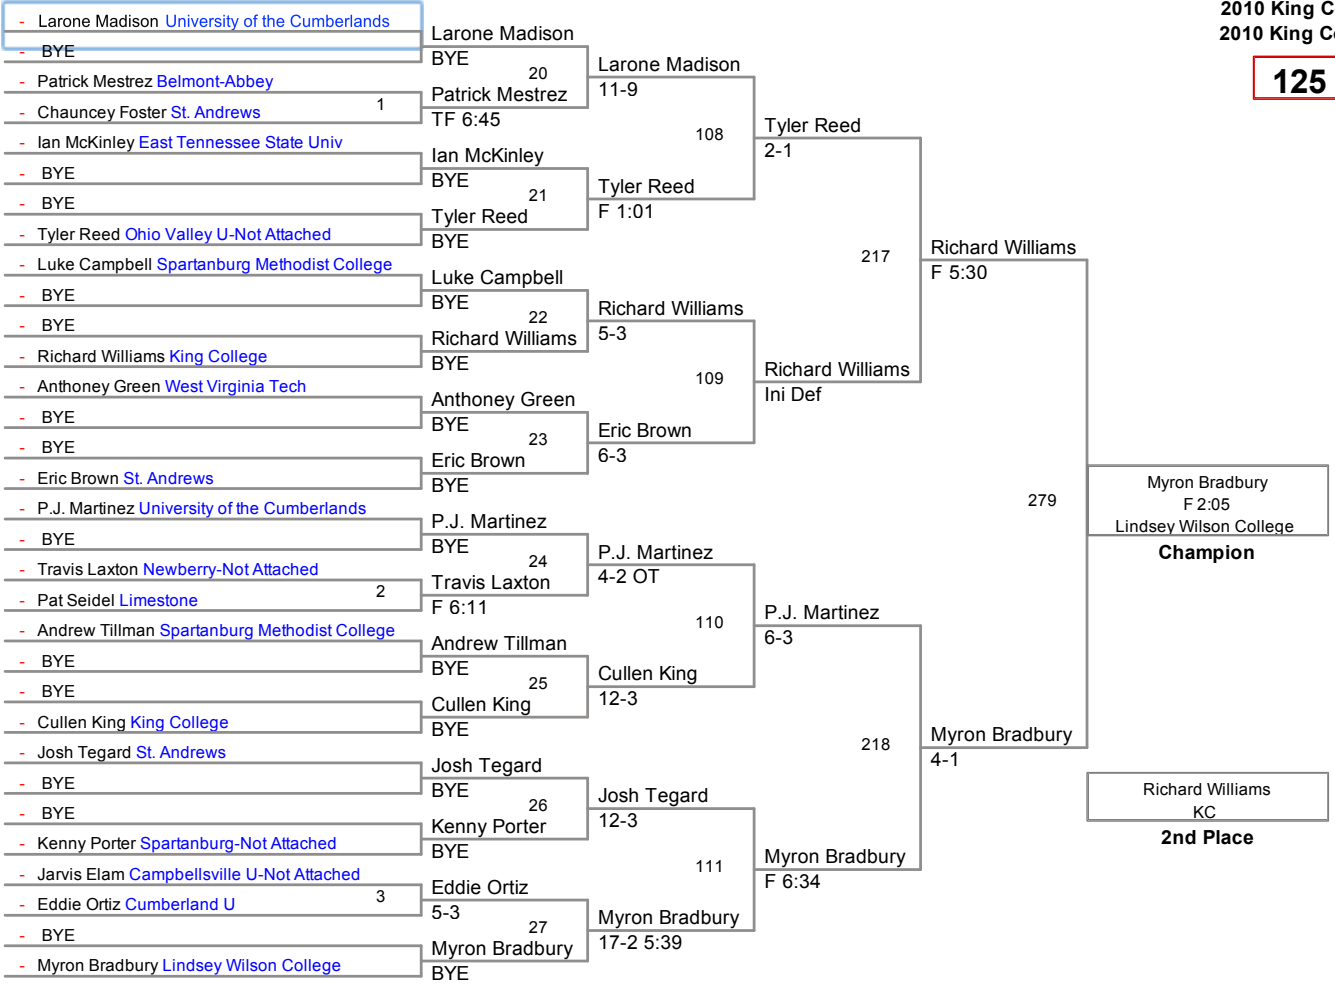 2010 King C
2010 King Co
125
- Larone Madison University of the Cumberlands
- BYE
- Patrick Mestrez Belmont-Abbey
- Chauncey Foster St. Andrews
1
- Ian McKinley East Tennessee State Univ
- BYE
- BYE
- Tyler Reed Ohio Valley U-Not Attached
- Luke Campbell Spartanburg Methodist College
- BYE
- BYE
- Richard Williams King College
- Anthoney Green West Virginia Tech
- BYE
- BYE
- Eric Brown St. Andrews
- P.J. Martinez University of the Cumberlands
- BYE
- Travis Laxton Newberry-Not Attached
- Pat Seidel Limestone
2
- Andrew Tillman Spartanburg Methodist College
- BYE
- BYE
- Cullen King King College
- Josh Tegard St. Andrews
- BYE
- BYE
- Kenny Porter Spartanburg-Not Attached
- Jarvis Elam Campbellsville U-Not Attached
- Eddie Ortiz Cumberland U
3
- BYE
- Myron Bradbury Lindsey Wilson College
Larone Madison
BYE
20
Patrick Mestrez
TF 6:45
Ian McKinley
BYE
21
Tyler Reed
BYE
Luke Campbell
BYE
22
Richard Williams
BYE
Anthoney Green
BYE
23
Eric Brown
BYE
P.J. Martinez
BYE
24
Travis Laxton
F 6:11
Andrew Tillman
BYE
25
Cullen King
BYE
Josh Tegard
BYE
26
Kenny Porter
BYE
Eddie Ortiz
5-3
27
Myron Bradbury
BYE
Larone Madison
11-9
108
Tyler Reed
F 1:01
Richard Williams
5-3
109
Eric Brown
6-3
P.J. Martinez
4-2 OT
110
Cullen King
12-3
Josh Tegard
12-3
111
Myron Bradbury
17-2 5:39
Tyler Reed
2-1
217
Richard Williams
Ini Def
P.J. Martinez
6-3
218
Myron Bradbury
F 6:34
Richard Williams
F 5:30
279
Myron Bradbury
4-1
Myron Bradbury
F 2:05
Lindsey Wilson College
Champion
Richard Williams
KC
2nd Place